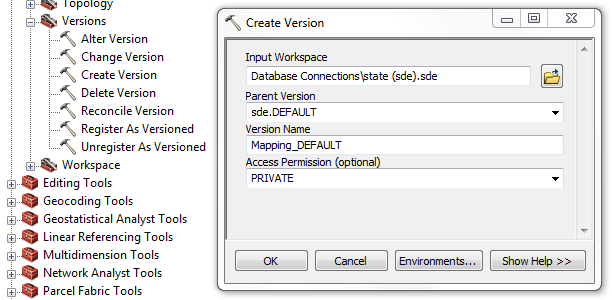 Topology
Versions
Alter Version
Change Version
Create Version
Delete Version
Reconcile Version
Register As Versioned
Unregister As Versioned
Workspace
Editing Tools
Geocoding Tools
Geostatistical Analyst Tools
Linear Referencing Tools
Multidimension Tools
Network Analyst Tools
Parcel Fabric Tools
Create Version
Input Workspace
Database Connections\state (sde).sde
Parent Version
sde.DEFAULT
Version Name
Mapping_DEFAULT
Access Permission (optional)
PRIVATE
OK Cancel Environments... Show Help >>